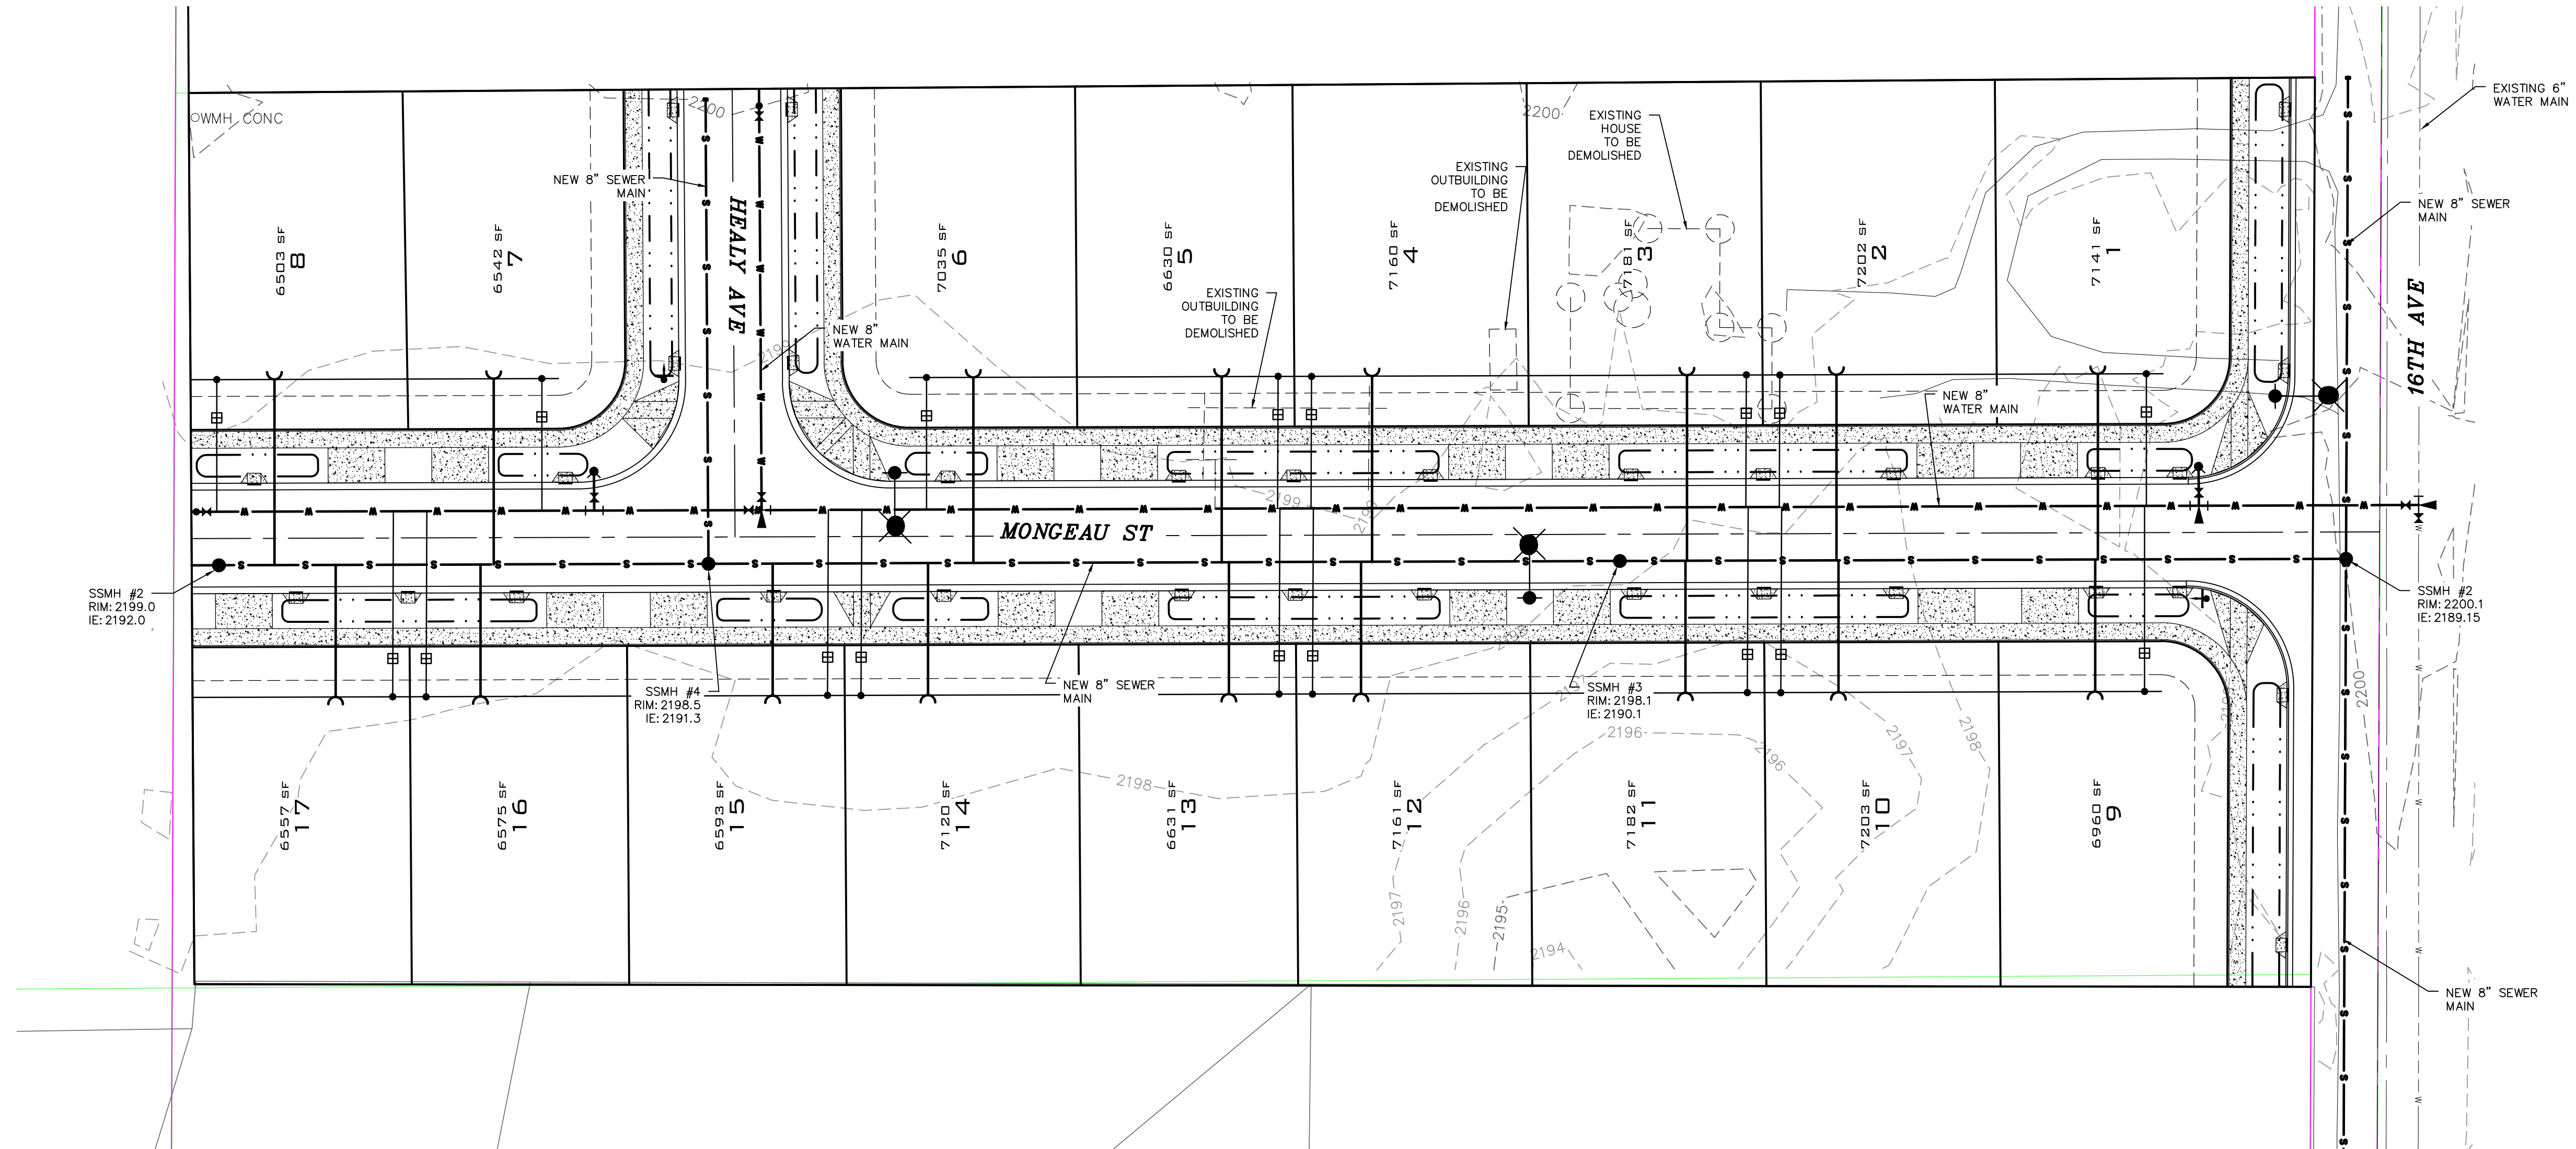 2200
2200
OWMH CONC
EXISTING
HOUSE
TO BE
DEMOLISHED
EXISTING 6"
WATER MAIN
NEW 8" SEWER
MAIN
EXISTING
OUTBUILDING
TO BE
DEMOLISHED
NEW 8" SEWER
MAIN
HEALY AVE
16TH AVE
6503 SF
8
6542 SF
7
7035 SF
6
6630 SF
5
7160 SF
4
7181 SF
3
7202 SF
2
7141 SF
1
EXISTING
OUTBUILDING
TO BE
DEMOLISHED
NEW 8"
WATER MAIN
2199
NEW 8"
WATER MAIN
2199
MONGEAU ST
SSMH #2
RIM: 2199.0
IE: 2192.0
SSMH #2
RIM: 2200.1
IE: 2189.15
SSMH #4
RIM: 2198.5
IE: 2191.3
NEW 8" SEWER
MAIN
SSMH #3
RIM: 2198.1
IE: 2190.1
2200
2196
2196
2197
2198
2198
6557 SF
17
6575 SF
16
6593 SF
15
7120 SF
14
6631 SF
13
7161 SF
12
7182 SF
11
7203 SF
10
6960 SF
9
2197
2196
2195
2194
NEW 8" SEWER
MAIN